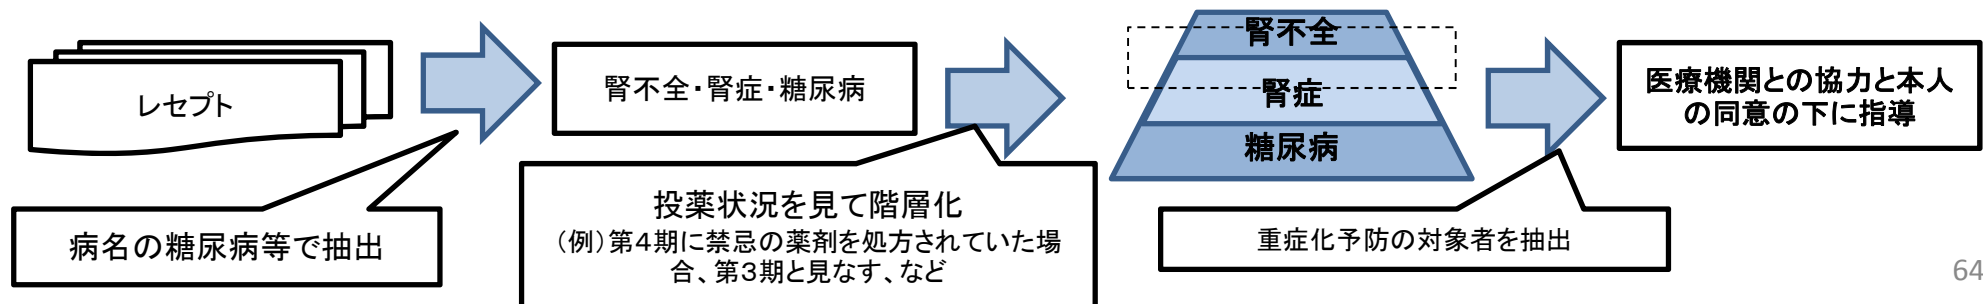 レセプト
病名の糖尿病等で抽出
腎不全・腎症・糖尿病
投薬状況を見て階層化
（例）第４期に禁忌の薬剤を処方されていた場
合、第３期と見なす、など
腎不全
腎症
糖尿病
重症化予防の対象者を抽出
医療機関との協力と本人
の同意の下に指導
64